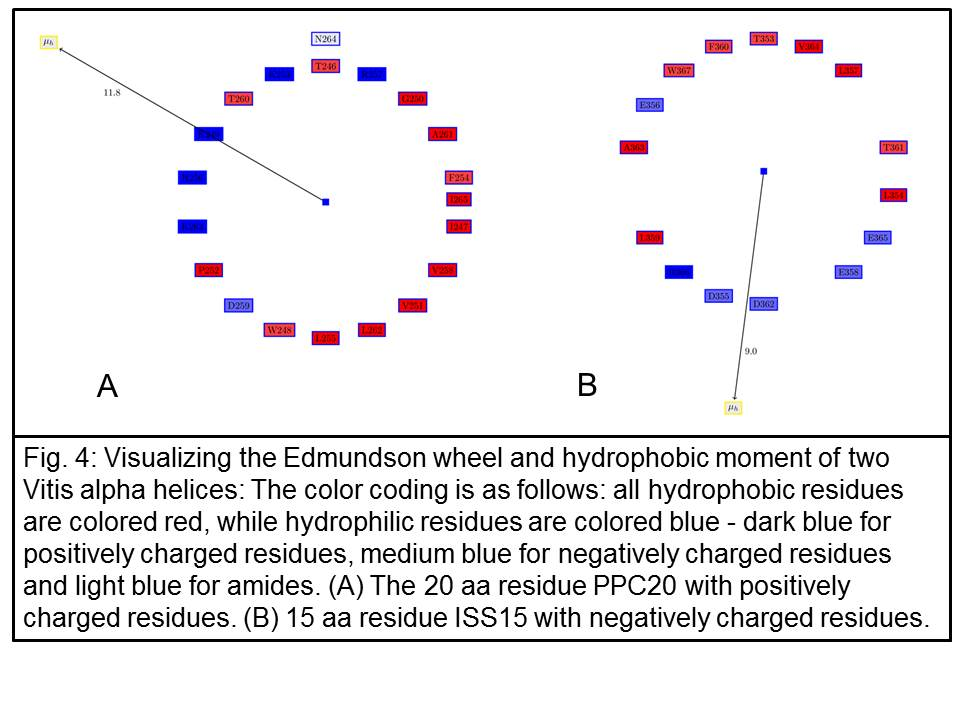 μh
11.8
N264
T246
T260
G250
A261
F254
I265
I247
P252
D259
W248
V251
A
T353
F360
W367
E356
A363
T361
L354
E365
E358
L359
D355
D362
9.0
μh
B
Fig. 4: Visualizing the Edmundson wheel and hydrophobic moment of two
Vitis alpha helices: The color coding is as follows: all hydrophobic residues
are colored red, while hydrophilic residues are colored blue - dark blue for
positively charged residues, medium blue for negatively charged residues
and light blue for amides. (A) The 20 aa residue PPC20 with positively
charged residues. (B) 15 aa residue ISS15 with negatively charged residues.